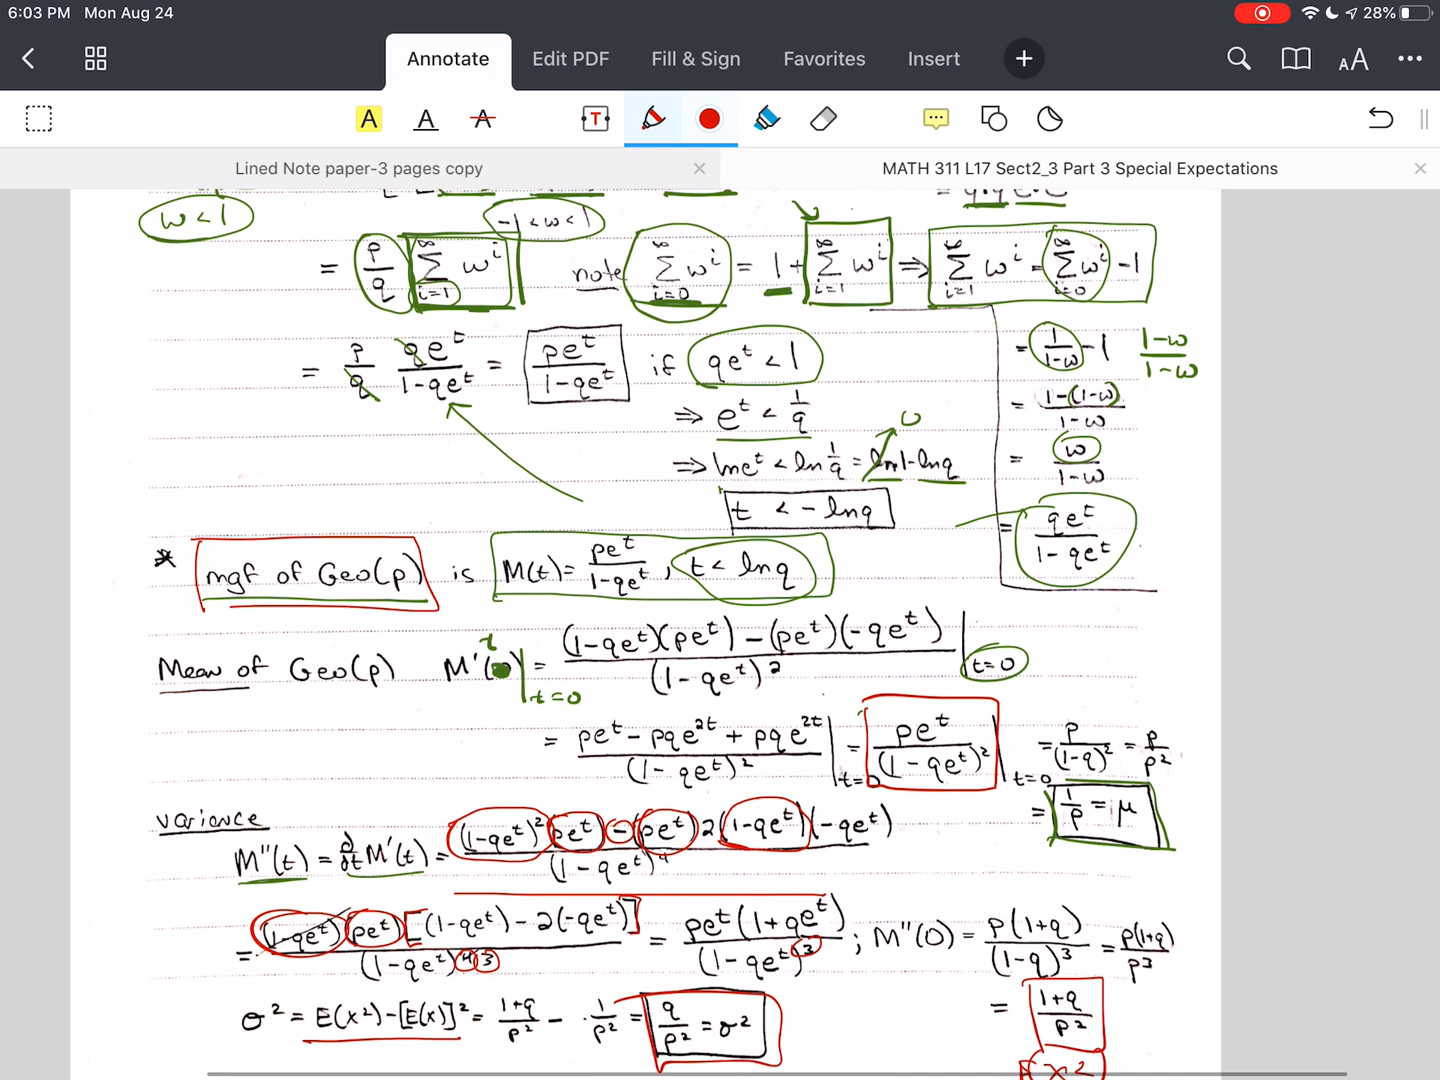 6:03 PM Mon Aug 24
28%
Annotate Edit PDF Fill & Sign Favorites Insert
A A A T AA
Lined Note paper-3 pages copy
MATH 311 L17 Sect2_3 Part 3 Special Expectations
w < 1
-1 < w < 1
= p/q ∑_{i=1}^∞ w^i note ∑_{i=0}^∞ w^i = 1 + ∑_{i=1}^∞ w^i ⇒ ∑_{i=1}^∞ w^i = ∑_{i=0}^∞ w^i - 1
= 1/(1-w) - 1 (1-w)/(1-w)
= (1-(1-w))/(1-w)
= w/(1-w)
= qe^t/(1-qe^t)
= p/q qe^t/(1-qe^t) = pe^t/(1-qe^t) if qe^t < 1
⇒ e^t < 1/q
0
⇒ ln e^t < ln 1/q = ln 1 - ln q
t < - ln q
* mgf of Geo(p) is M(t) = pe^t/(1-qe^t), t < ln q
Mean of Geo(p) M'(t)|_{t=0} = ((1-qe^t)(pe^t) - (pe^t)(-qe^t))/(1-qe^t)^2 |_{t=0}
= (pe^t - pqe^{2t} + pqe^{2t})/(1-qe^t)^2 |_{t=0} = pe^t/(1-qe^t)^2 |_{t=0} = p/(1-q)^2 = p/p^2
= 1/p = μ
variance
M''(t) = d/dt M'(t) = ((1-qe^t)^2(pe^t) - (pe^t)2(1-qe^t)(-qe^t))/(1-qe^t)^4
= (1-qe^t)(pe^t)[(1-qe^t) - 2(-qe^t)]/(1-qe^t)^{4 3} = pe^t(1+qe^t)/(1-qe^t)^3 ; M''(0) = p(1+q)/(1-q)^3 = p(1+q)/p^3
= (1+q)/p^2
σ^2 = E(x^2) - [E(x)]^2 = (1+q)/p^2 - 1/p^2 = q/p^2 = σ^2